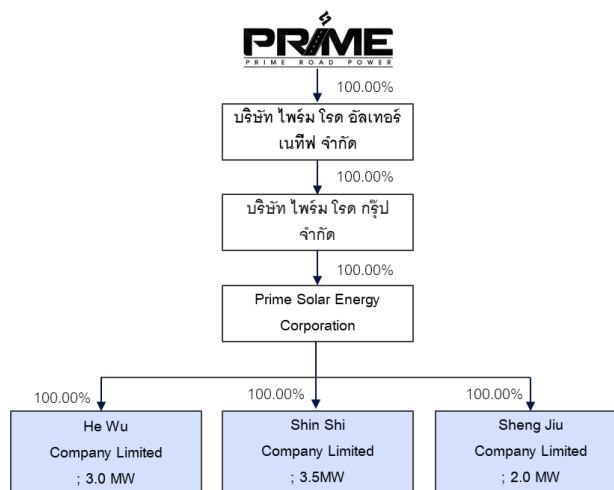 PRIME
PRIME ROAD POWER
100.00%
บริษัท ไพร์ม โรด อัลเทอร์
เนทีฟ จำกัด
100.00%
บริษัท ไพร์ม โรด กรุ๊ป
จำกัด
100.00%
Prime Solar Energy
Corporation
100.00%
100.00%
100.00%
He Wu
Company Limited
; 3.0 MW
Shin Shi
Company Limited
; 3.5MW
Sheng Jiu
Company Limited
; 2.0 MW